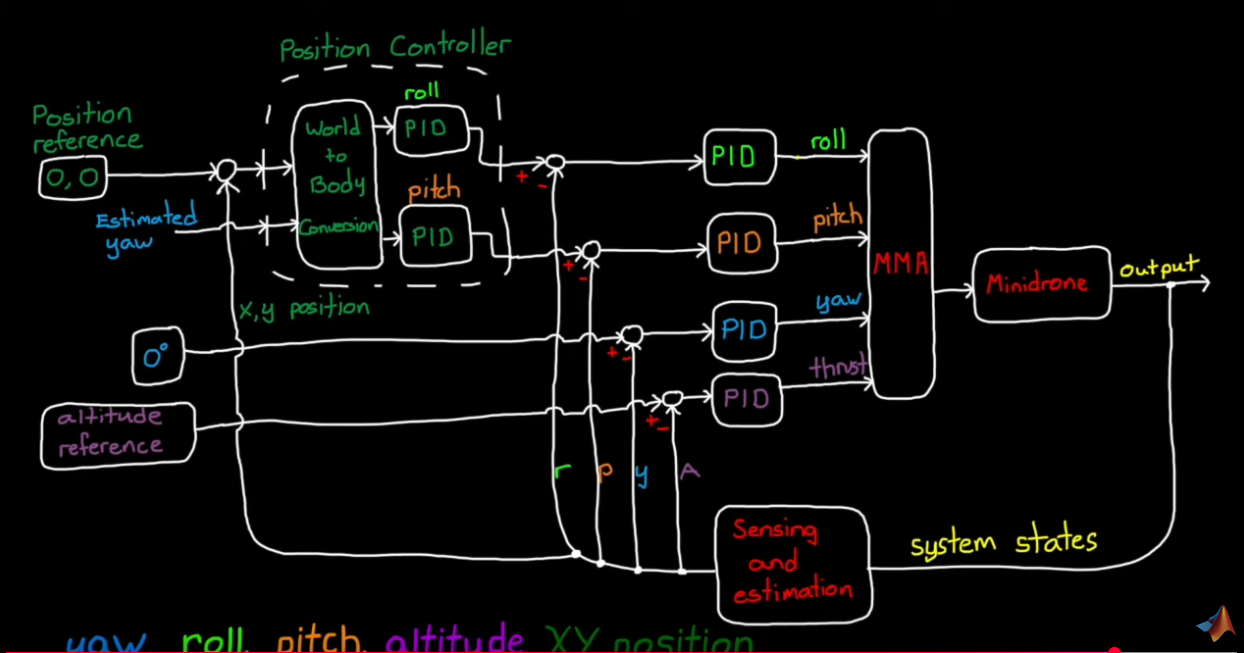 Position Controller
Position
reference
0,0
Estimated
yaw
World
to
Body
Conversion
roll
PID
pitch
PID
x,y position
0°
altitude
reference
+
-
+
-
+
-
+
-
PID
roll
PID
pitch
PID
yaw
PID
thrust
MMA
Minidrone
output
r
p
y
A
Sensing
and
estimation
system states
yaw, roll, pitch, altitude, XY position